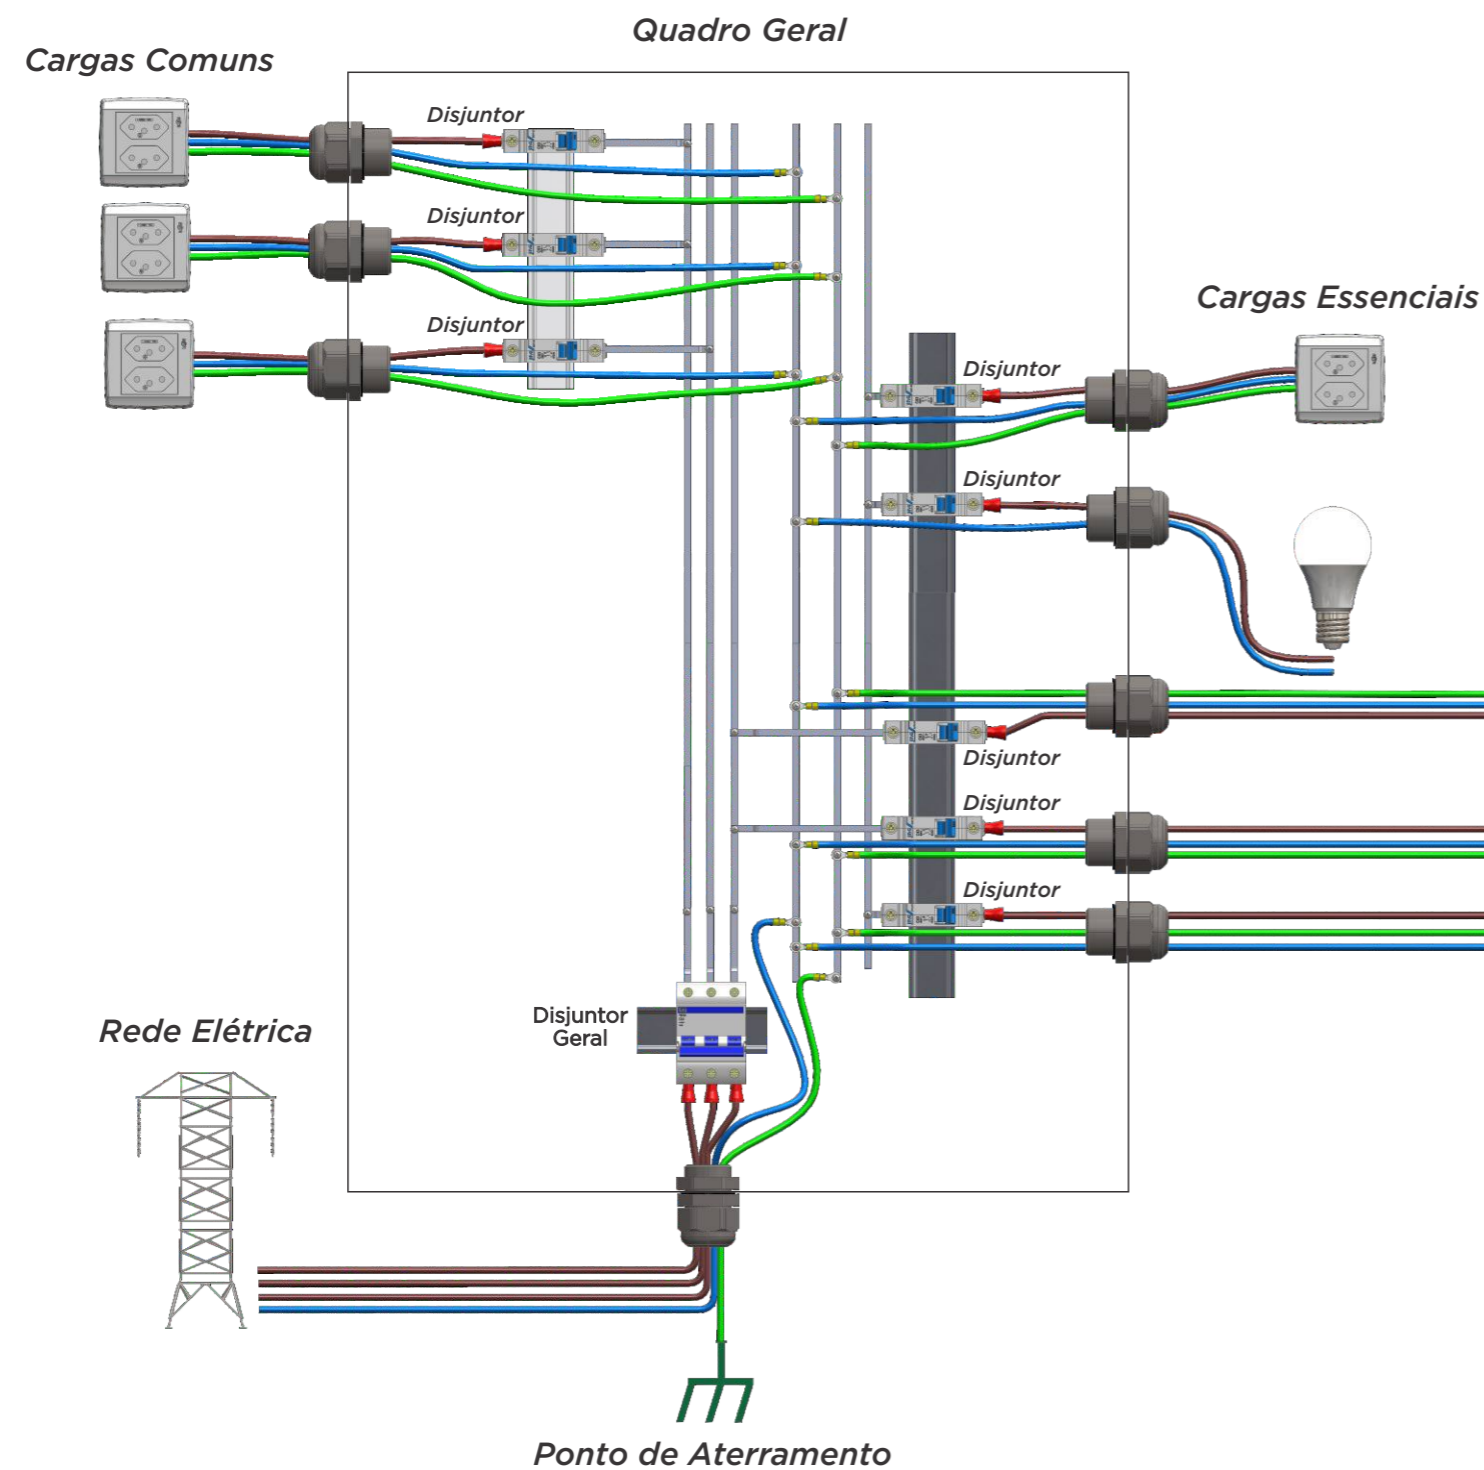 Quadro Geral
Cargas Comuns
Disjuntor
Disjuntor
Disjuntor
Cargas Essenciais
Disjuntor
Disjuntor
Disjuntor
Disjuntor
Disjuntor
Disjuntor
Geral
Rede Elétrica
Ponto de Aterramento